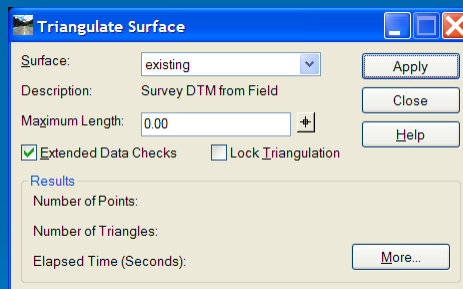 Triangulate Surface
Surface: existing Apply
Description: Survey DTM from Field Close
Maximum Length: 0.00 Help
Extended Data Checks Lock Triangulation
Results
Number of Points:
Number of Triangles:
Elapsed Time (Seconds): More...